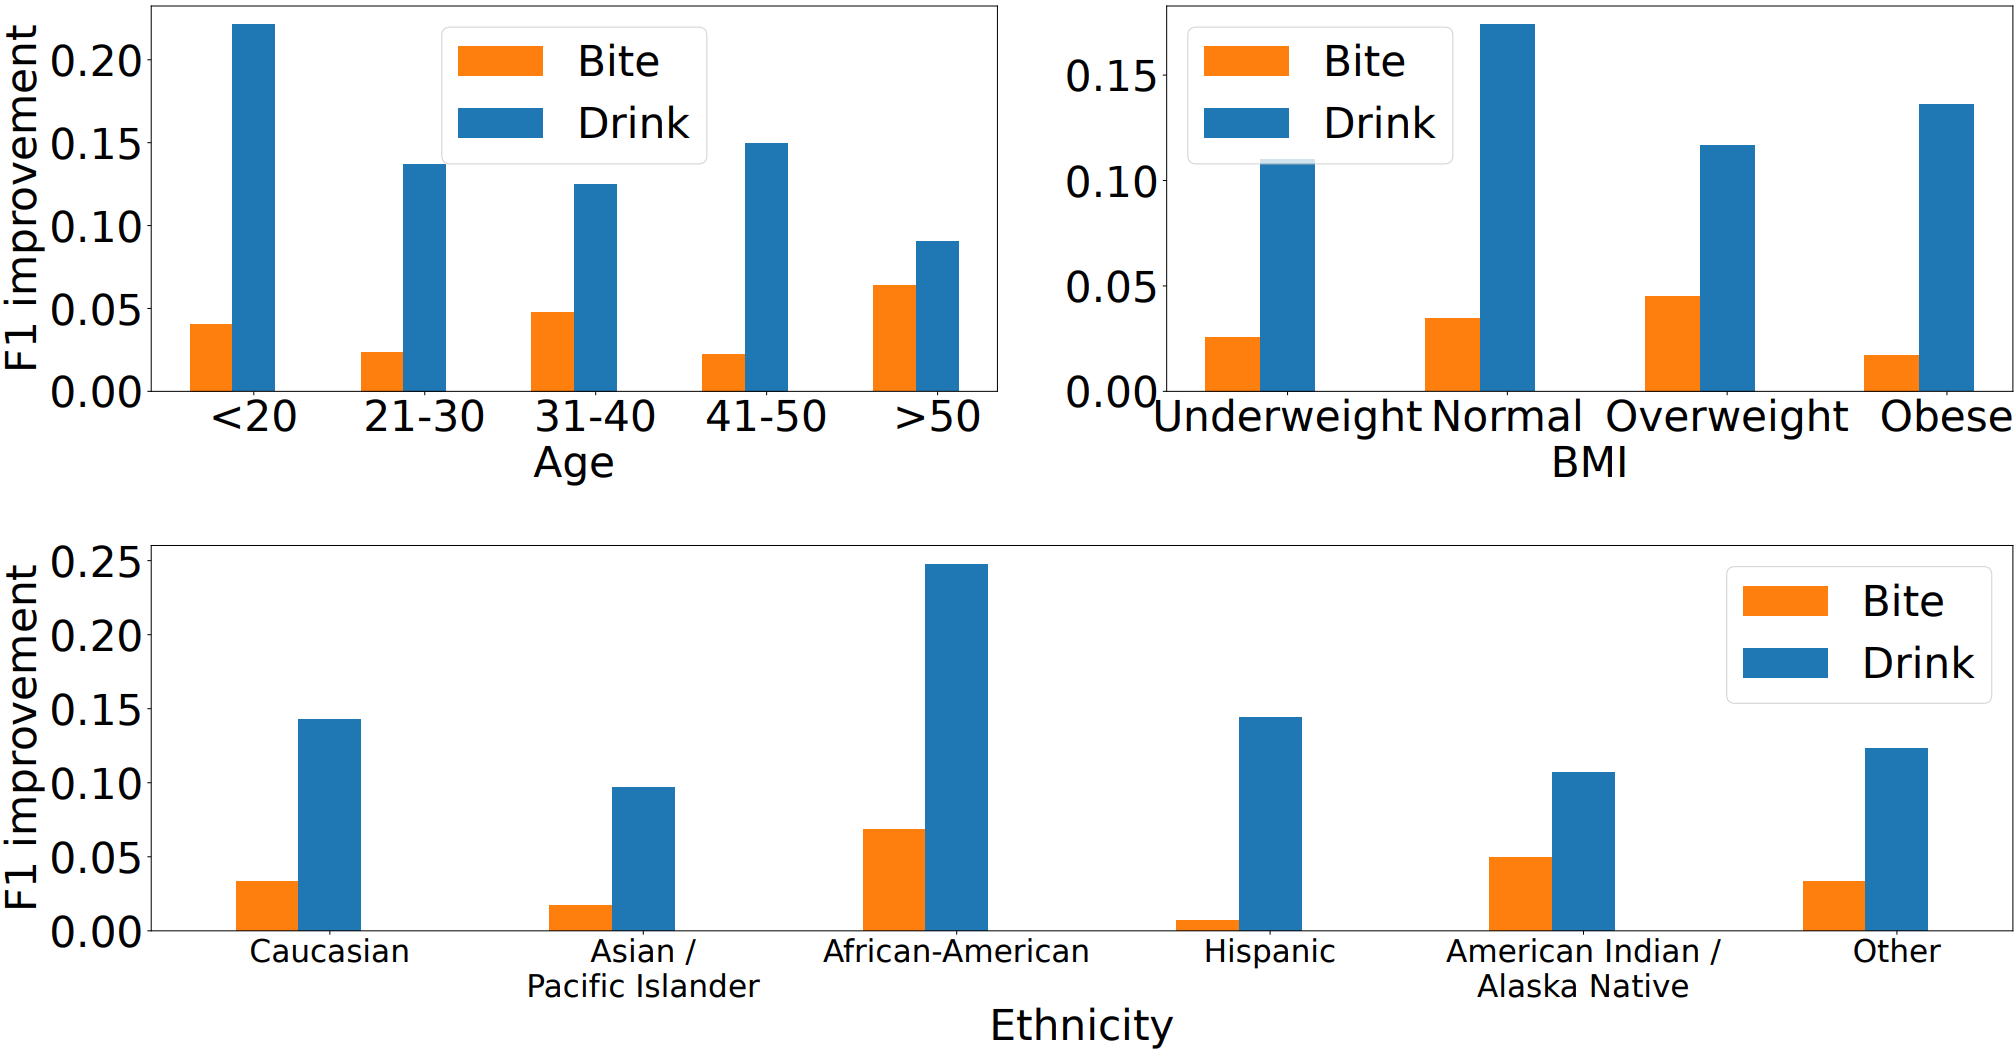 F1 improvement
0.20
0.15
0.10
0.05
0.00
Bite
Drink
<20 21-30 31-40 41-50 >50
Age
0.15
0.10
0.05
0.00
Bite
Drink
Underweight Normal Overweight Obese
BMI
F1 improvement
0.25
0.20
0.15
0.10
0.05
0.00
Bite
Drink
Caucasian Asian / African-American Hispanic American Indian / Other
Pacific Islander Alaska Native
Ethnicity